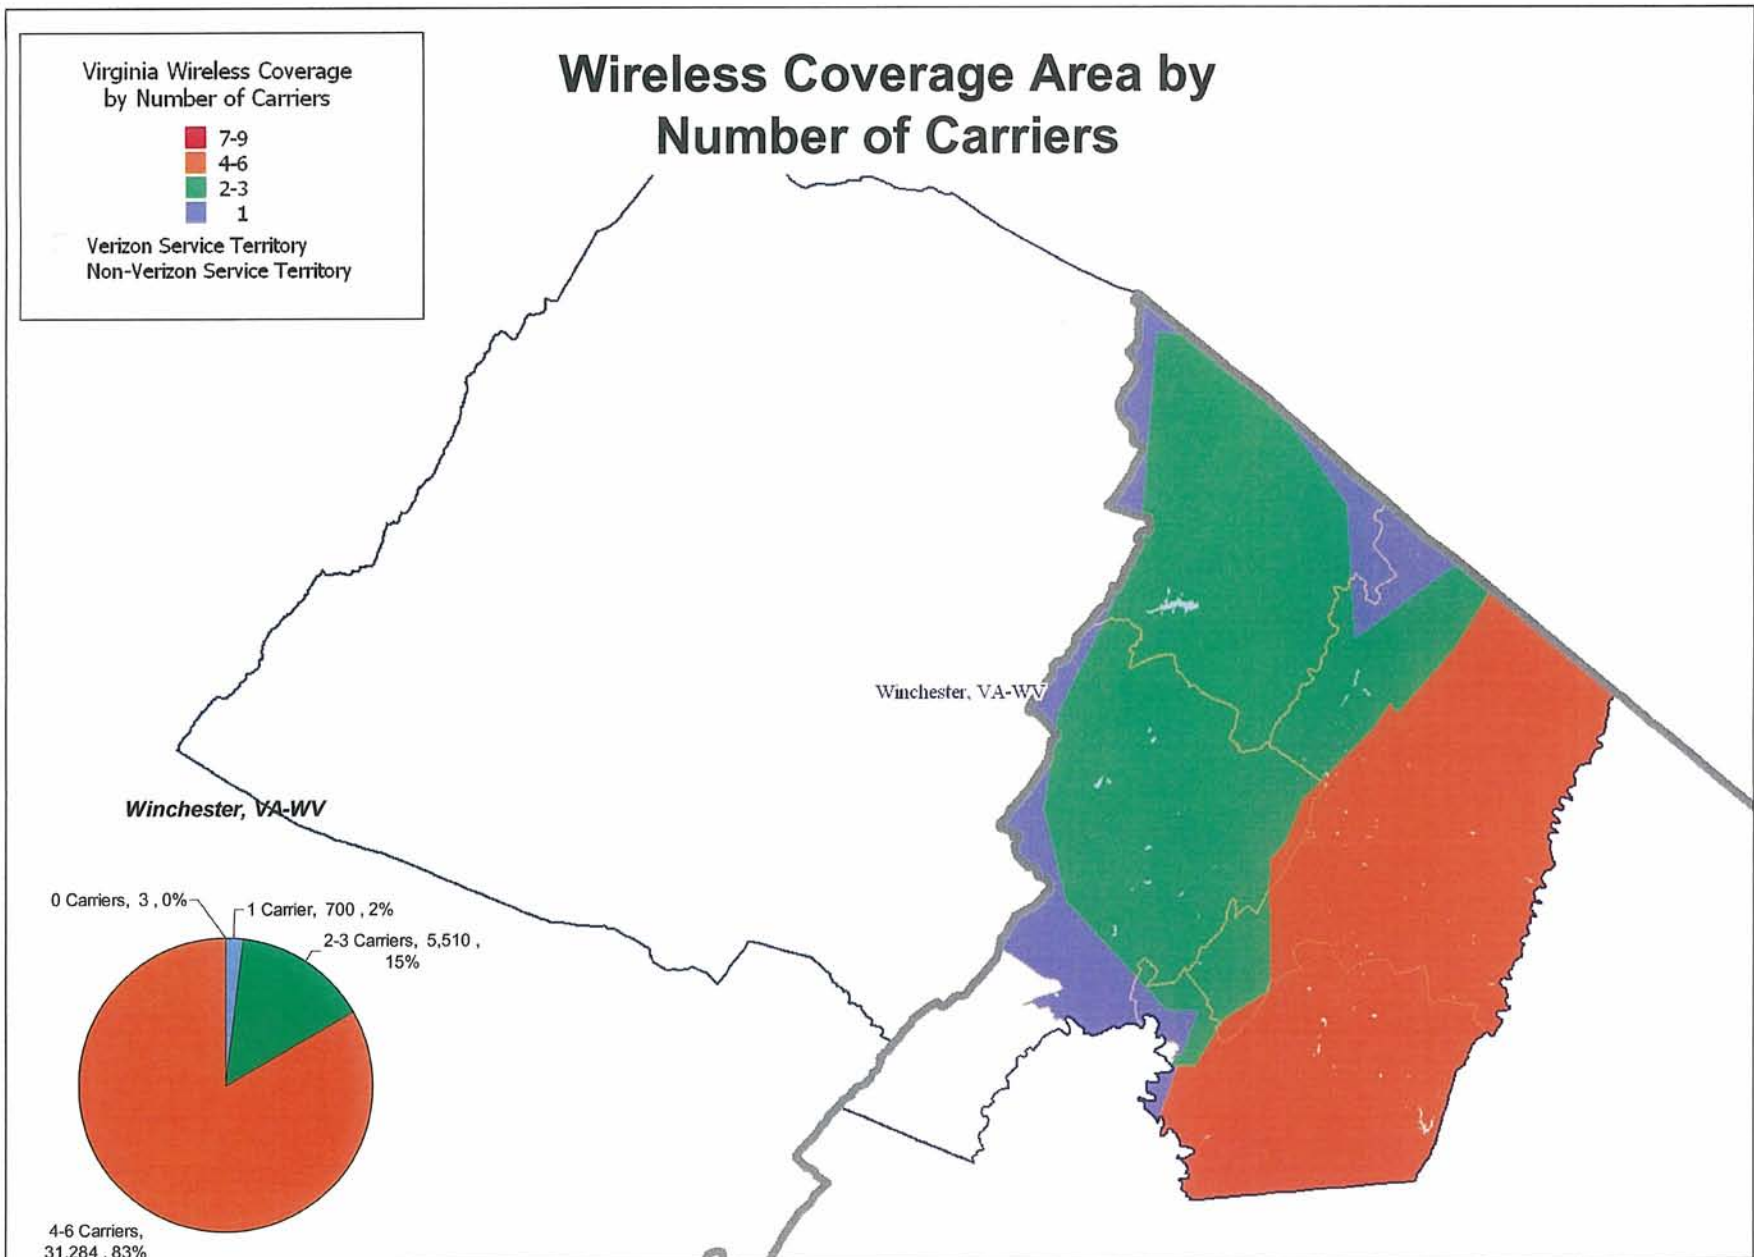 Wireless Coverage Area by
Number of Carriers
Virginia Wireless Coverage
by Number of Carriers
7-9
4-6
2-3
1
Verizon Service Territory
Non-Verizon Service Territory
Winchester, VA-WV
Winchester, VA-WV
0 Carriers, 3 , 0%
1 Carrier, 700 , 2%
2-3 Carriers, 5,510 ,
15%
4-6 Carriers,
31,284 , 83%